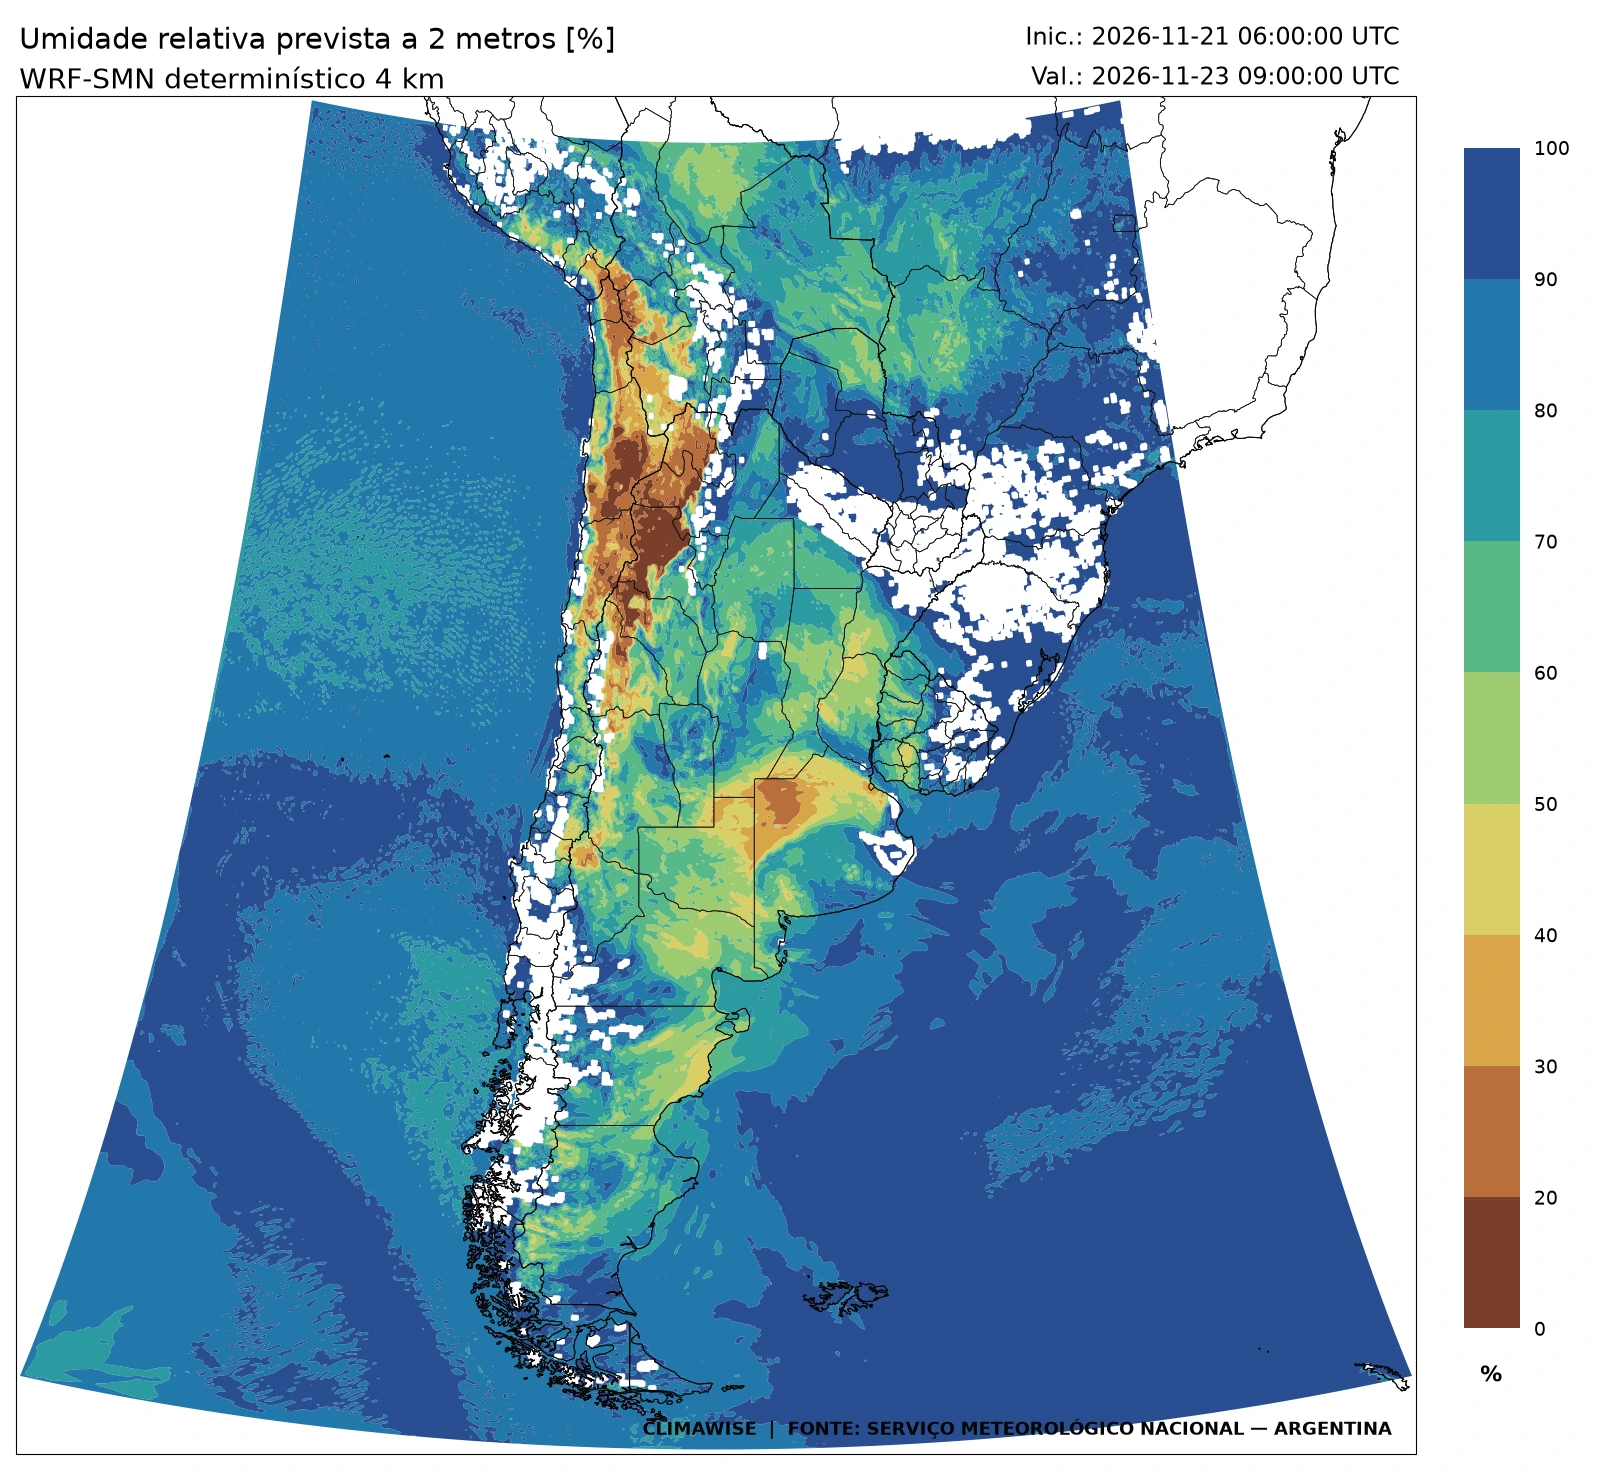 Umidade relativa prevista a 2 metros [%]
WRF-SMN determinístico 4 km
Inic.: 2026-11-21 06:00:00 UTC
Val.: 2026-11-23 09:00:00 UTC
100
90
80
70
60
50
40
30
20
0
%
CLIMAWISE | FONTE: SERVIÇO METEOROLÓGICO NACIONAL — ARGENTINA